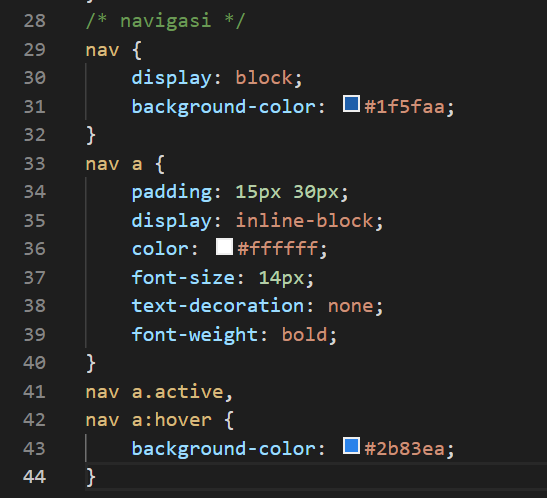 28 /* navigasi */
29 nav {
30 display: block;
31 background-color: #1f5faa;
32 }
33 nav a {
34 padding: 15px 30px;
35 display: inline-block;
36 color: #ffffff;
37 font-size: 14px;
38 text-decoration: none;
39 font-weight: bold;
40 }
41 nav a.active,
42 nav a:hover {
43 background-color: #2b83ea;
44 }